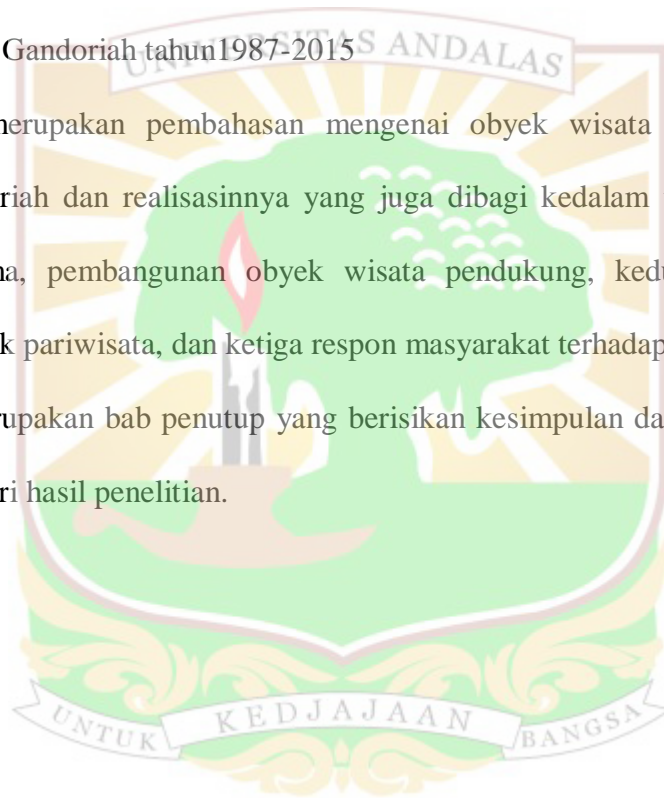 Gandoriah tahun1987-2015
UNIVERSITAS ANDALAS
merupakan pembahasan mengenai obyek wisata
riah dan realisasinnya yang juga dibagi kedalam
na, pembangunan obyek wisata pendukung, kedu
k pariwisata, dan ketiga respon masyarakat terhadap
rupakan bab penutup yang berisikan kesimpulan da
ri hasil penelitian.
UNTUK KEDJAJAAN BANGSA